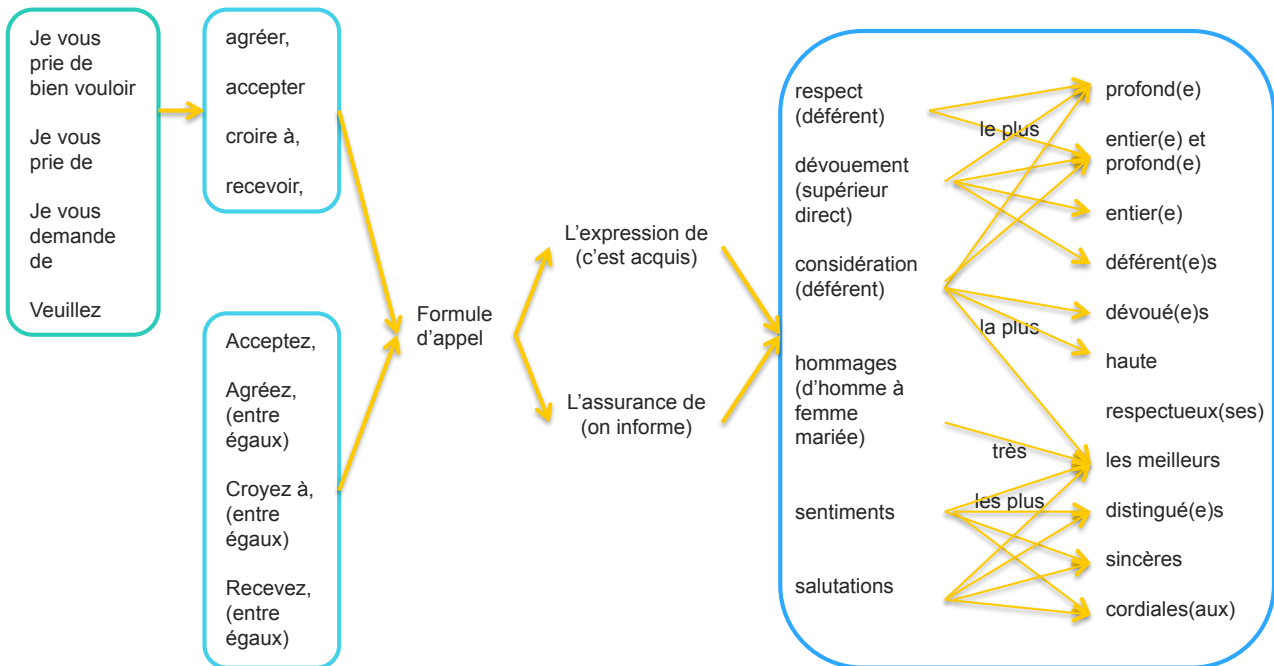 Je vous
prie de
bien vouloir
Je vous
prie de
Je vous
demande
de
Veuillez
agréer,
accepter
croire à,
recevoir,
Acceptez,
Agréez,
(entre
égaux)
Croyez à,
(entre
égaux)
Recevez,
(entre
égaux)
Formule
d'appel
L'expression de
(c'est acquis)
L'assurance de
(on informe)
respect
(déférent)
dévouement
(supérieur
direct)
considération
(déférent)
hommages
(d'homme à
femme
mariée)
sentiments
salutations
le plus
la plus
très
les plus
profond(e)
entier(e) et
profond(e)
entier(e)
déférent(e)s
dévoué(e)s
haute
respectueux(ses)
les meilleurs
distingué(e)s
sincères
cordiales(aux)